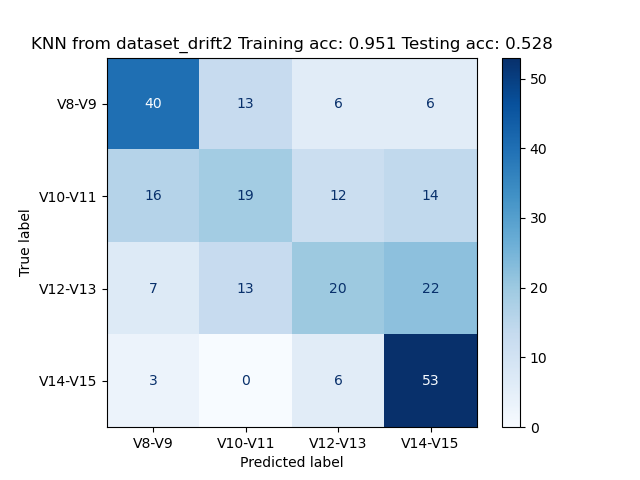 KNN from dataset_drift2 Training acc: 0.951 Testing acc: 0.528
V8-V9 40 13 6 6
V10-V11 16 19 12 14
V12-V13 7 13 20 22
V14-V15 3 0 6 53
V8-V9 V10-V11 V12-V13 V14-V15
Predicted label
True label
50
40
30
20
10
0